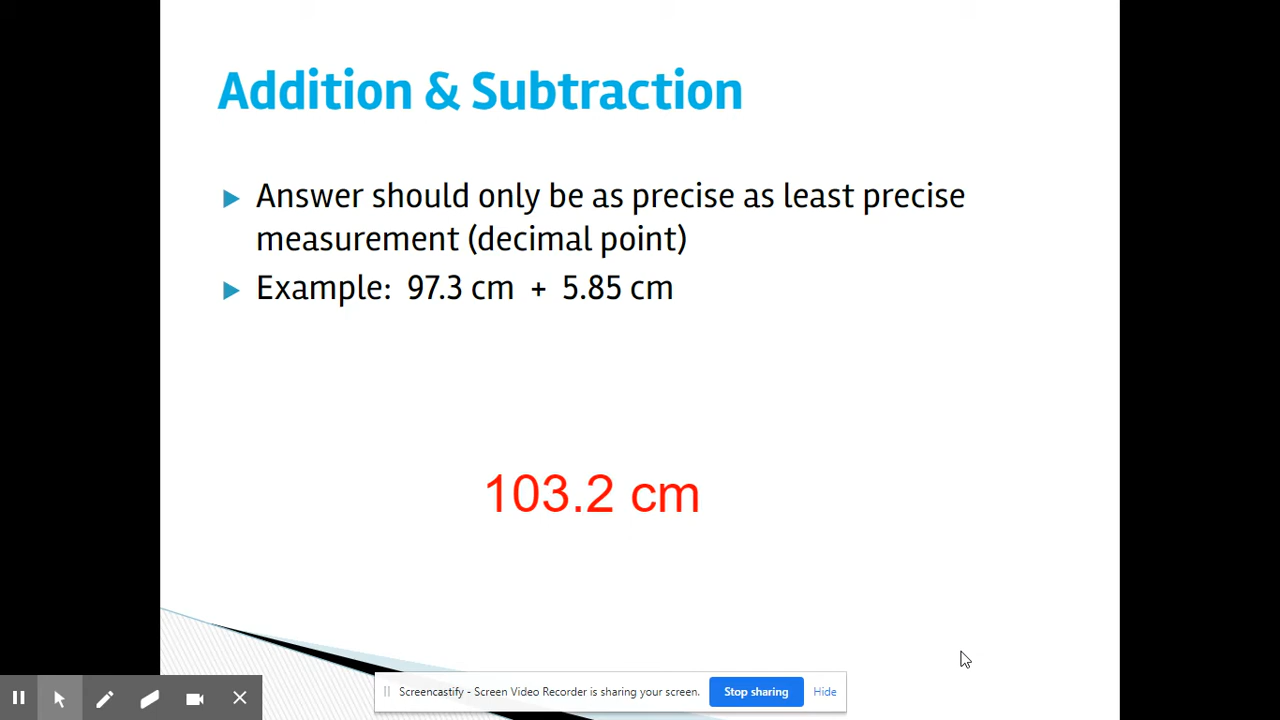 Addition & Subtraction
Answer should only be as precise as least precise
measurement (decimal point)
Example: 97.3 cm + 5.85 cm
103.2 cm
Screencastify - Screen Video Recorder is sharing your screen. Stop sharing Hide